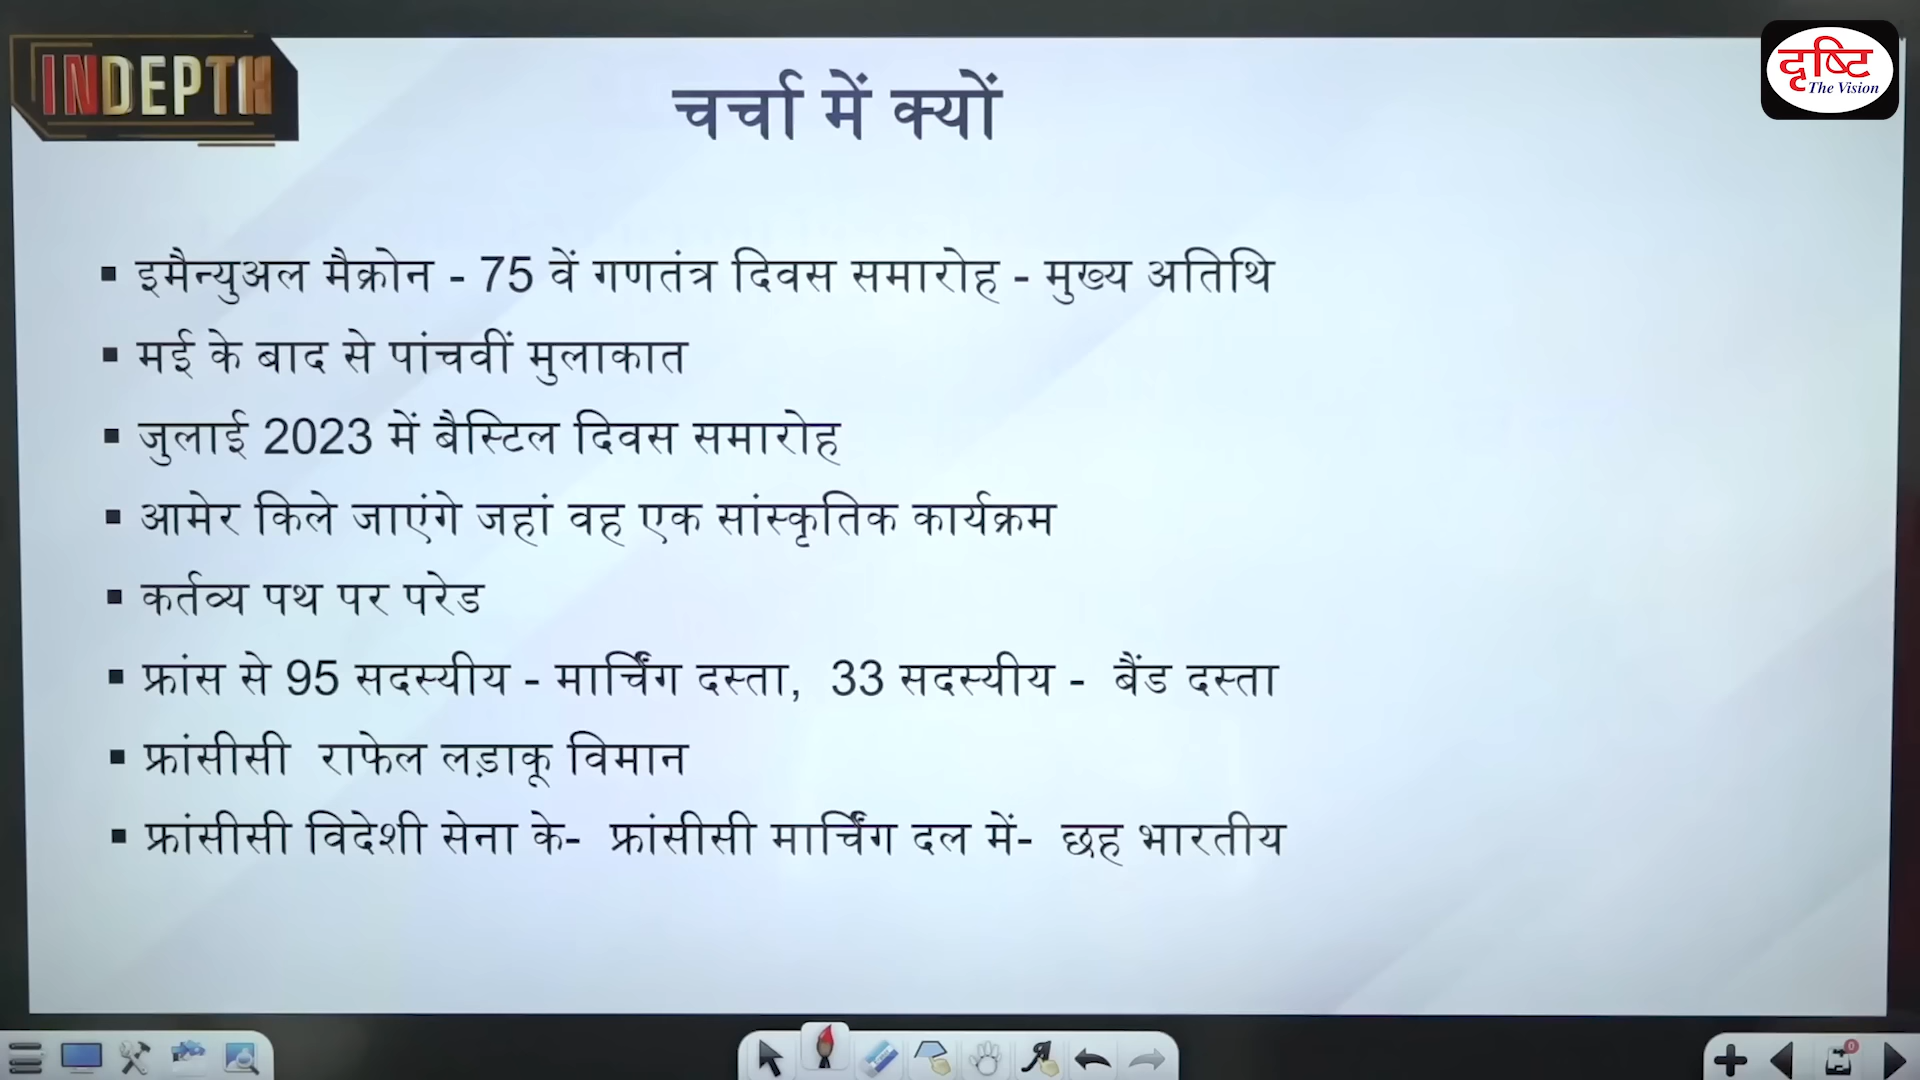 INDEPTH
दृष्टि
The Vision
चर्चा में क्यों
▪ इमैन्युअल मैक्रोन - 75 वें गणतंत्र दिवस समारोह - मुख्य अतिथि
▪ मई के बाद से पांचवीं मुलाकात
▪ जुलाई 2023 में बैस्टिल दिवस समारोह
▪ आमेर किले जाएंगे जहां वह एक सांस्कृतिक कार्यक्रम
▪ कर्तव्य पथ पर परेड
▪ फ्रांस से 95 सदस्यीय - मार्चिंग दस्ता, 33 सदस्यीय - बैंड दस्ता
▪ फ्रांसीसी राफेल लड़ाकू विमान
▪ फ्रांसीसी विदेशी सेना के- फ्रांसीसी मार्चिंग दल में- छह भारतीय
0